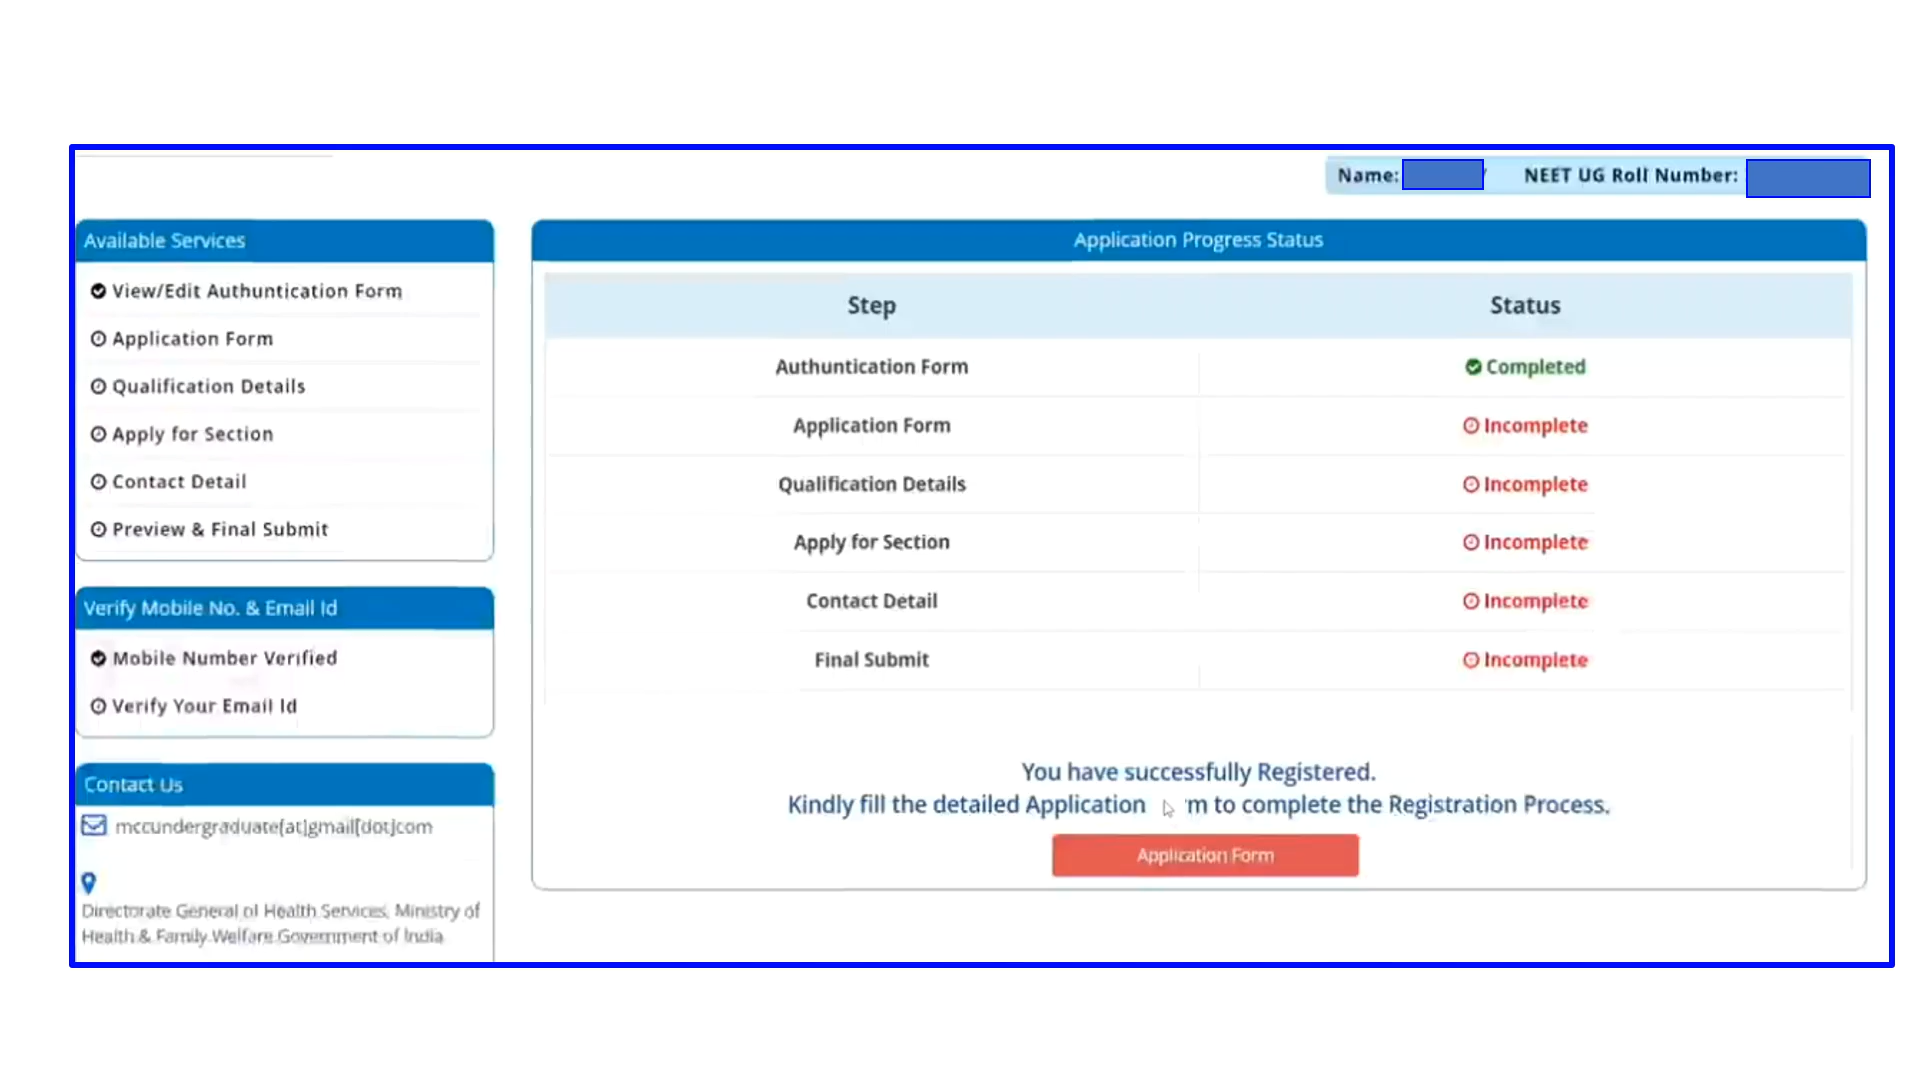 Name: NEET UG Roll Number:
Available Services
View/Edit Authuntication Form
Application Form
Qualification Details
Apply for Section
Contact Detail
Preview & Final Submit
Verify Mobile No. & Email Id
Mobile Number Verified
Verify Your Email Id
Contact Us
mccundergraduate[at]gmail[dot]com
Directorate General of Health Services, Ministry of
Health & Family Welfare Government of India
Application Progress Status
Step Status
Authuntication Form Completed
Application Form Incomplete
Qualification Details Incomplete
Apply for Section Incomplete
Contact Detail Incomplete
Final Submit Incomplete
You have successfully Registered.
Kindly fill the detailed Application to complete the Registration Process.
Application Form